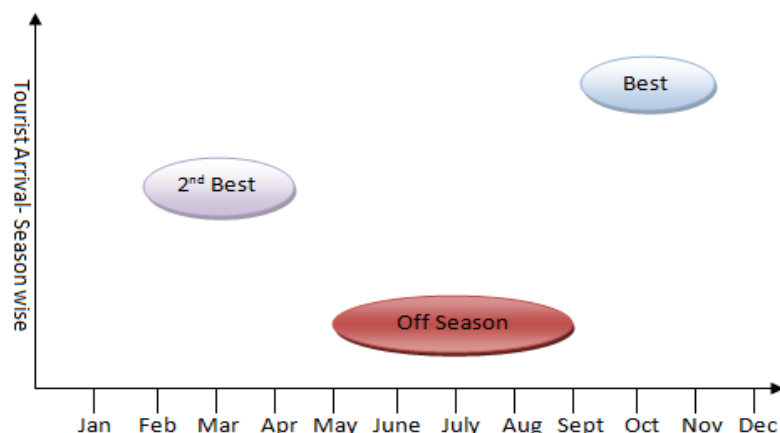 Best
2nd Best
Off Season
Tourist Arrival- Season wise
Jan Feb Mar Apr May June July Aug Sept Oct Nov Dec